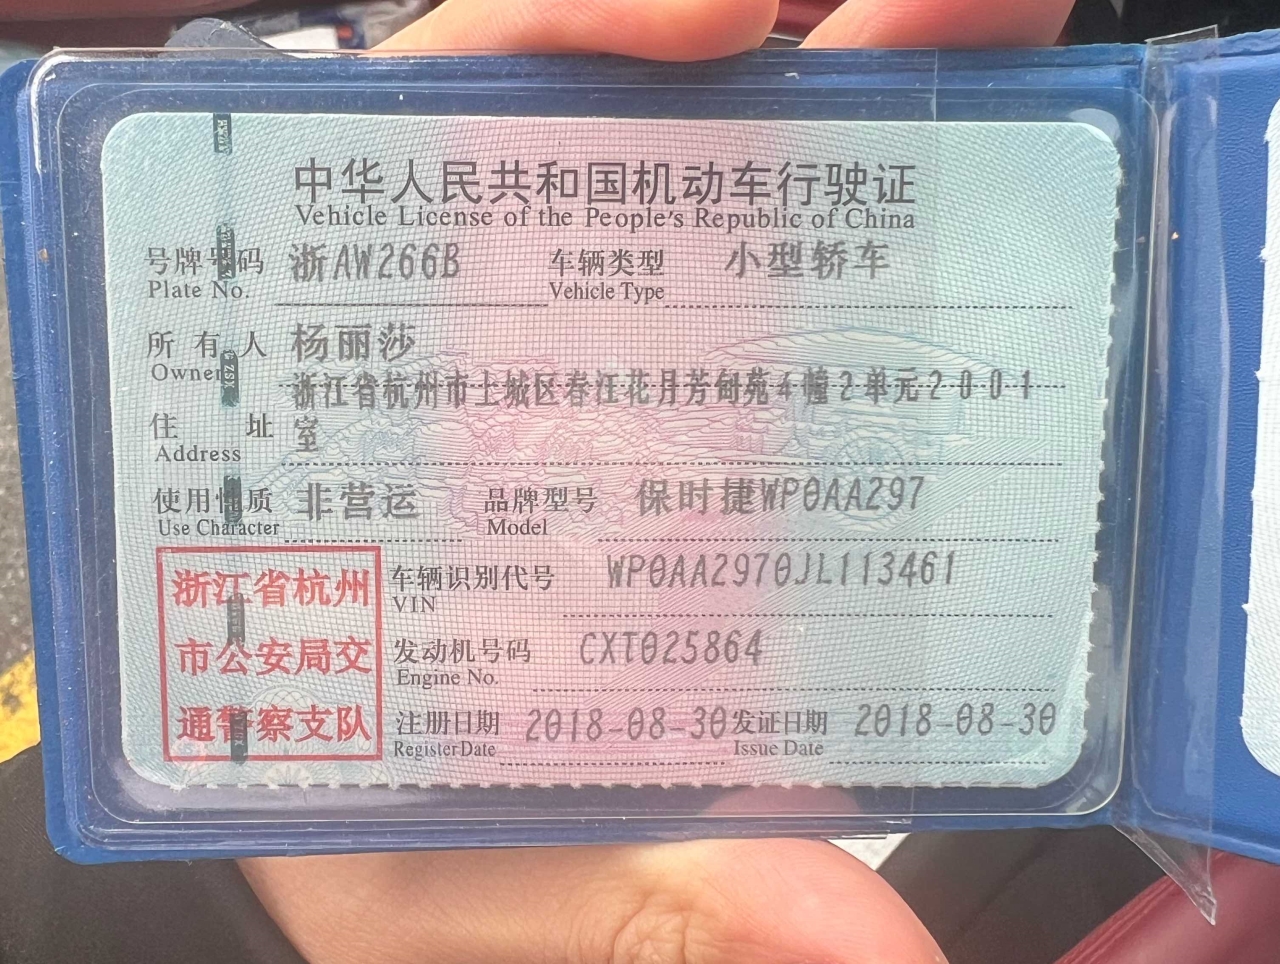 中华人民共和国机动车行驶证
Vehicle License of the People's Republic of China
号牌号码 浙AW266B 车辆类型 小型轿车
Plate No. Vehicle Type
所有人 杨丽莎
Owner
浙江省杭州市上城区春江花月芳甸苑4幢2单元2001
住址 室
Address
使用性质 非营运 品牌型号 保时捷WP0AA297
Use Character Model
浙江省杭州
市公安局交
通警察支队
车辆识别代号 WP0AA2970JL113461
VIN
发动机号码 CXT025864
Engine No.
注册日期 2018-08-30 发证日期 2018-08-30
Register Date Issue Date